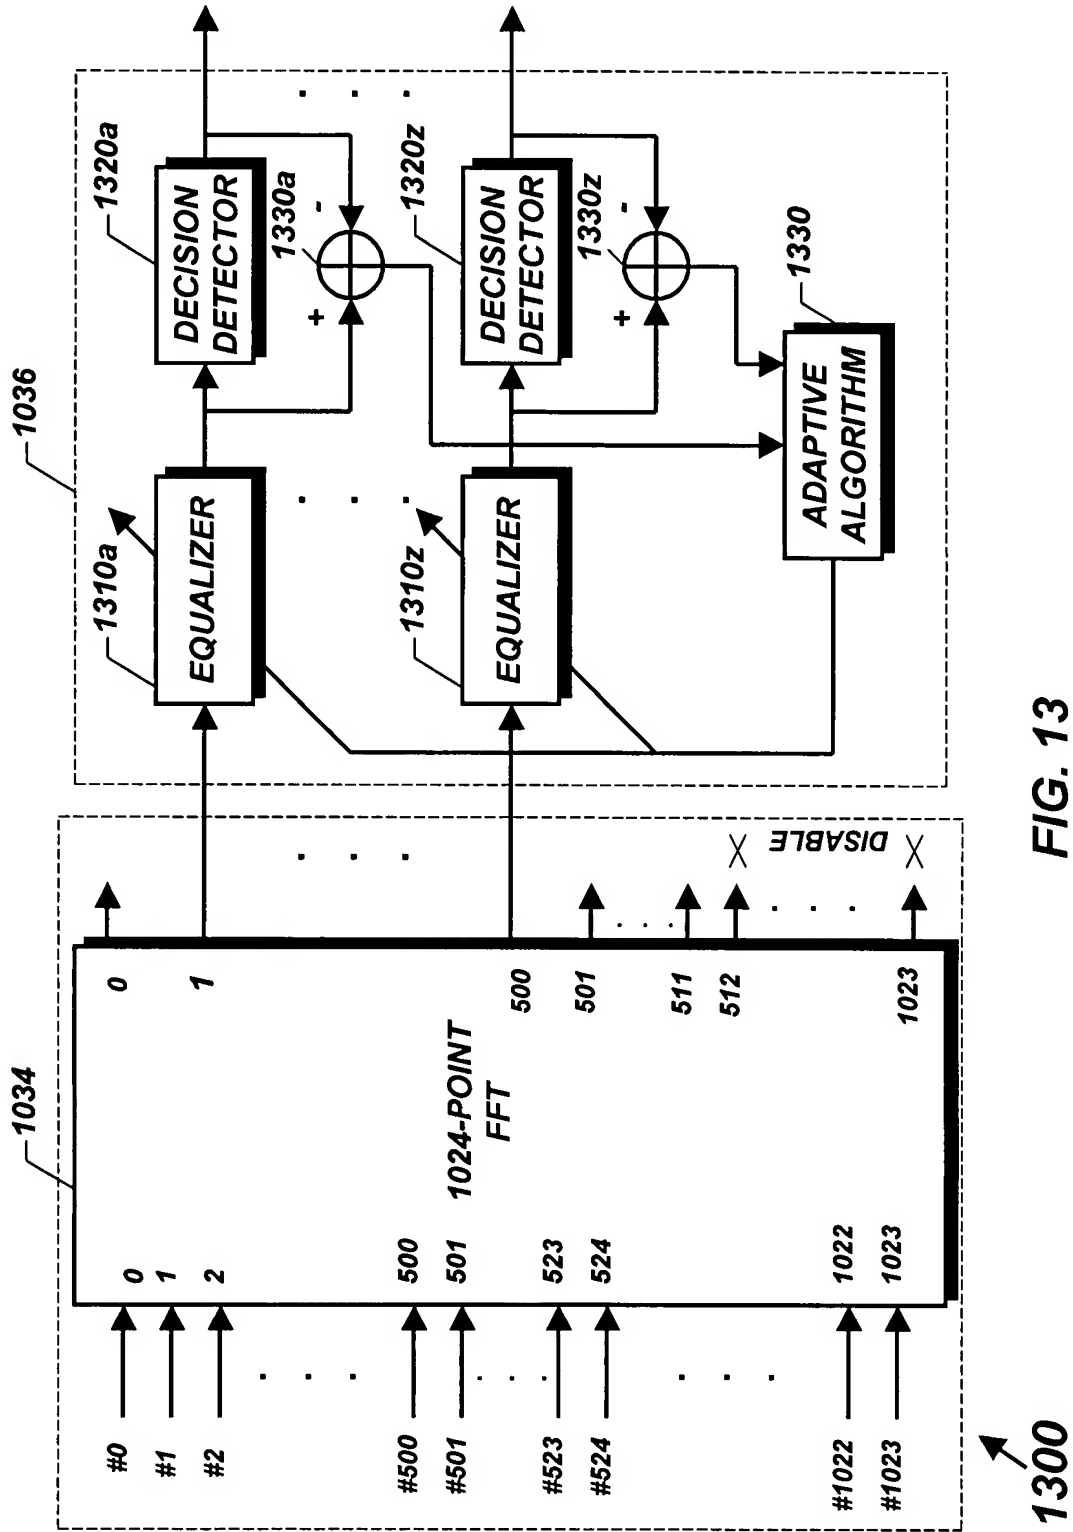 1034
#0
#1
#2
#500
#501
#523
#524
#1022
#1023
0
1
2
500
501
523
524
1022
1023
1024-POINT
FFT
0
1
500
501
511
512
1023
DISABLE
1036
1310a
EQUALIZER
1320a
DECISION
DETECTOR
+
-
1330a
1310z
EQUALIZER
1320z
DECISION
DETECTOR
+
-
1330z
1330
ADAPTIVE
ALGORITHM
1300
FIG. 13